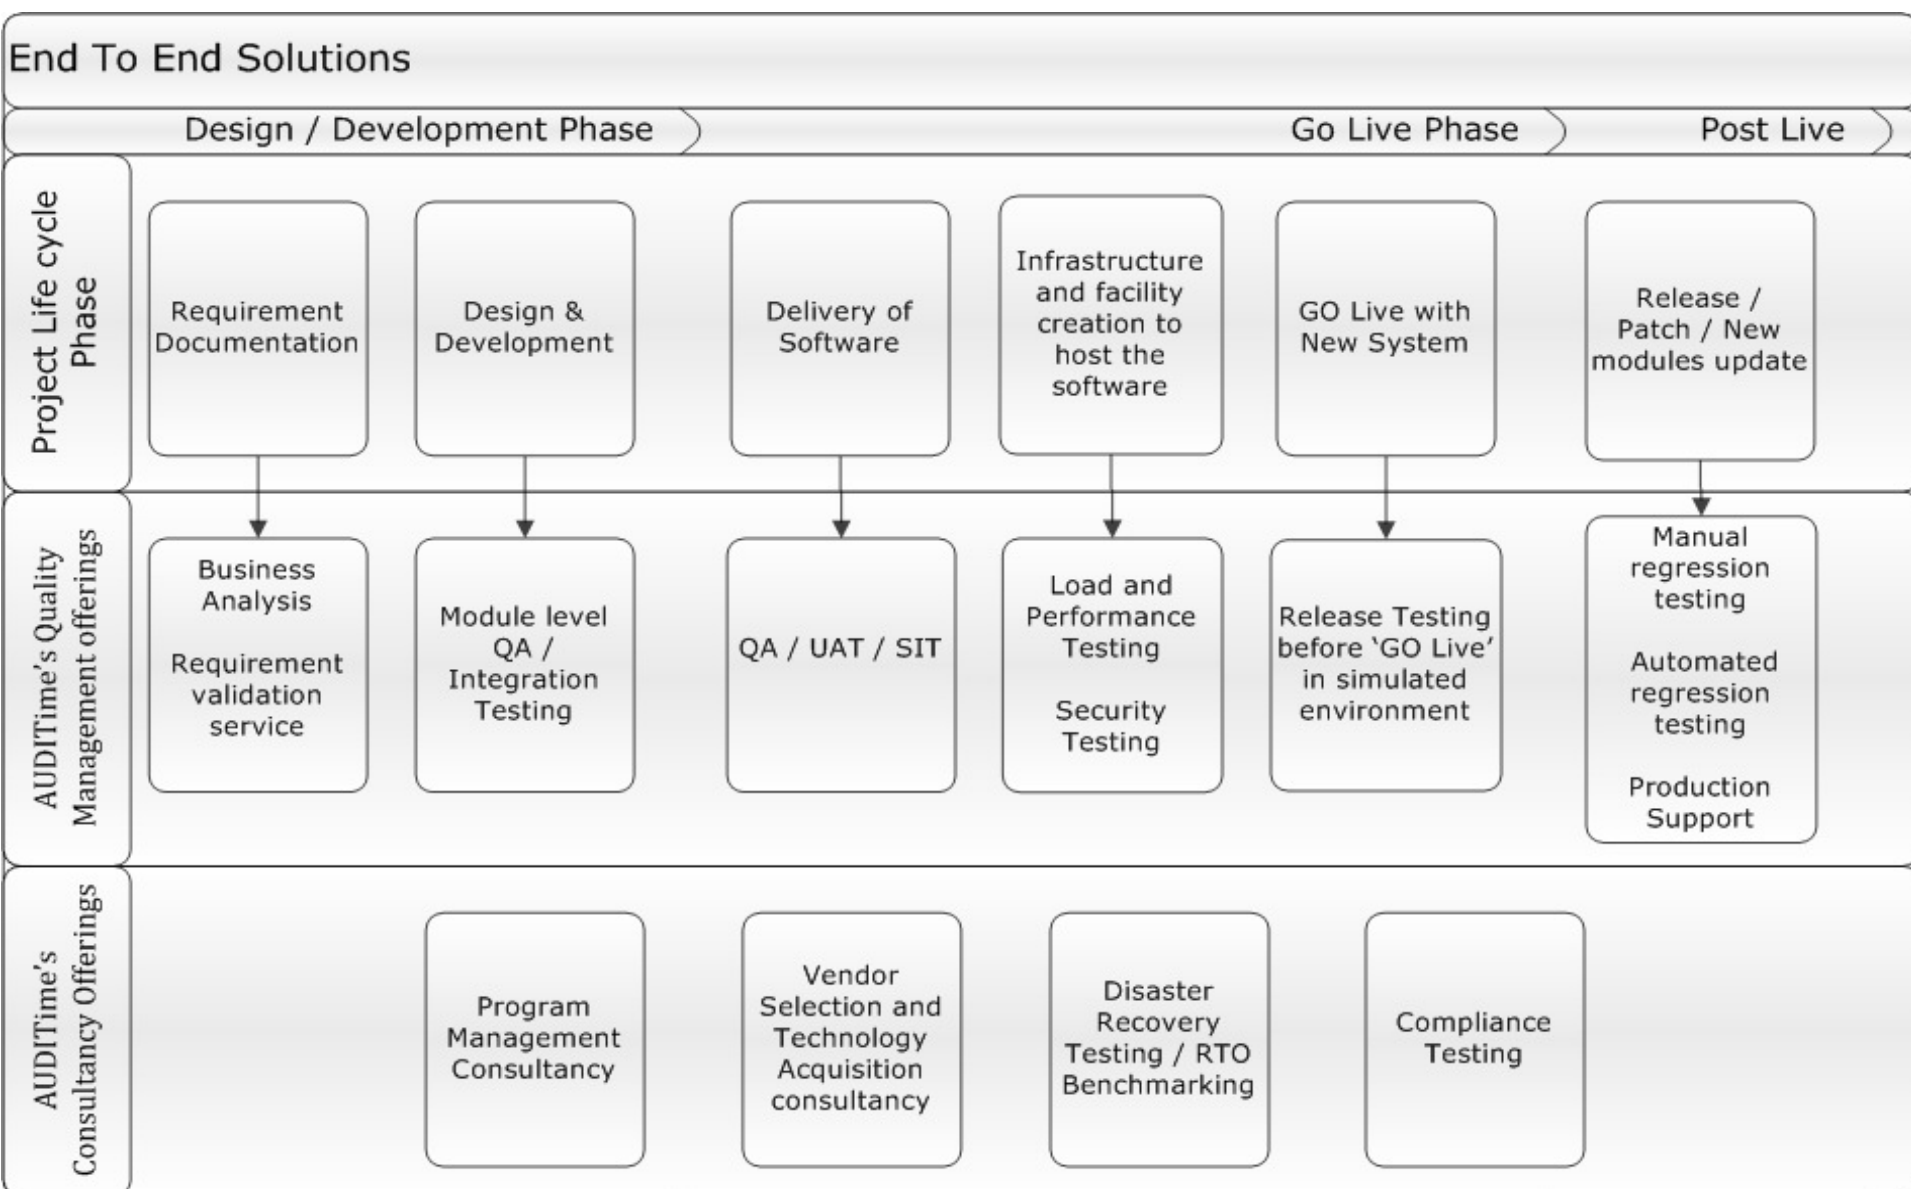 End To End Solutions
Design / Development Phase
Go Live Phase
Post Live
Project Life cycle
Phase
Requirement
Documentation
Design &
Development
Delivery of
Software
Infrastructure
and facility
creation to
host the
software
GO Live with
New System
Release /
Patch / New
modules update
AUDITime's Quality
Management offerings
Business
Analysis
Requirement
validation
service
Module level
QA /
Integration
Testing
QA / UAT / SIT
Load and
Performance
Testing
Security
Testing
Release Testing
before ‘GO Live’
in simulated
environment
Manual
regression
testing
Automated
regression
testing
Production
Support
AUDITime's
Consultancy Offerings
Program
Management
Consultancy
Vendor
Selection and
Technology
Acquisition
consultancy
Disaster
Recovery
Testing / RTO
Benchmarking
Compliance
Testing